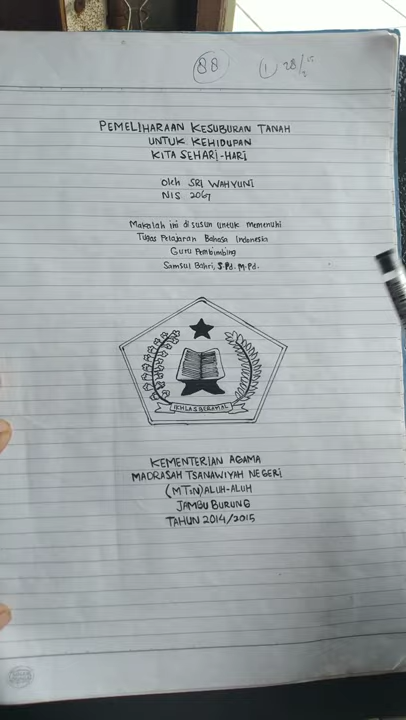 88 1 28/
PEMELIHARAAN KESUBURAN TANAH
UNTUK KEHIDUPAN
KITA SEHARI-HARI
Oleh SRI WAHYUNI
NIS 2067
Makalah ini di susun untuk memenuhi
Tugas Pelajaran Bahasa Indonesia
Guru Pembimbing
Samsul Bahri, S.Pd. M.Pd.
IKHLAS BERAMAL
KEMENTERIAN AGAMA
MADRASAH TSANAWIYAH NEGERI
(MTSN) ALUH-ALUH
JAMBU BURUNG
TAHUN 2014/2015